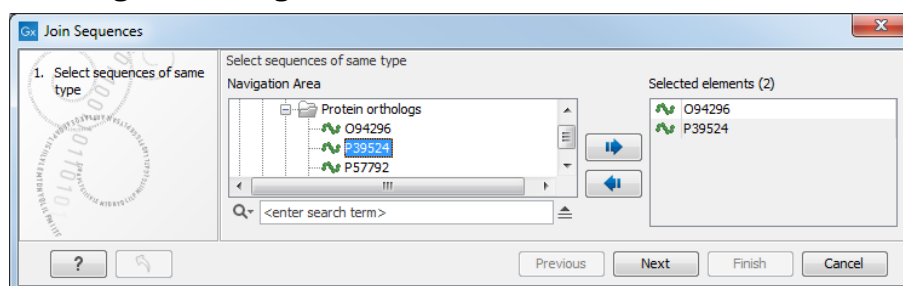 Gx Join Sequences
X
1. Select sequences of same
type
Select sequences of same type
Navigation Area
Protein orthologs
O94296
P39524
P57792
<enter search term>
Selected elements (2)
O94296
P39524
?
Previous
Next
Finish
Cancel